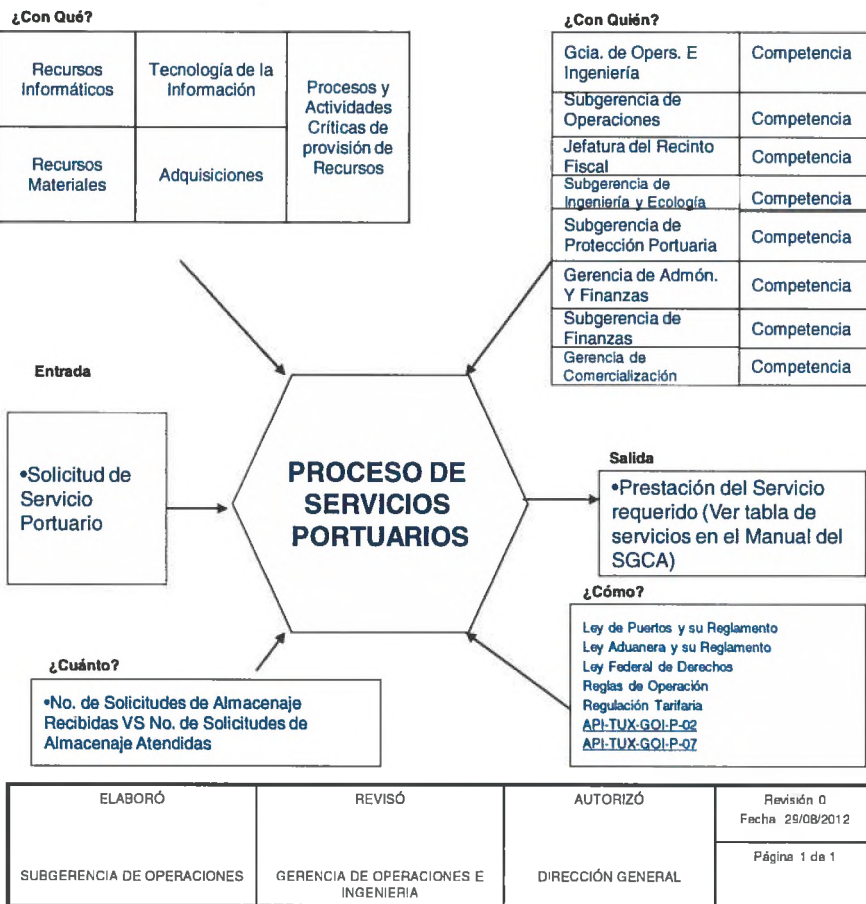 ¿Con Qué?
Recursos
Informáticos
Tecnología de la
Información
Procesos y
Actividades
Críticas de
provisión de
Recursos
Recursos
Materiales
Adquisiciones
¿Con Quién?
Gcia. de Opers. E
Ingeniería
Competencia
Subgerencia de
Operaciones
Competencia
Jefatura del Recinto
Fiscal
Competencia
Subgerencia de
Ingeniería y Ecología
Competencia
Subgerencia de
Protección Portuaria
Competencia
Gerencia de Admón.
Y Finanzas
Competencia
Subgerencia de
Finanzas
Competencia
Gerencia de
Comercialización
Competencia
Entrada
•Solicitud de
Servicio
Portuario
PROCESO DE
SERVICIOS
PORTUARIOS
Salida
•Prestación del Servicio
requerido (Ver tabla de
servicios en el Manual del
SGCA)
¿Cómo?
Ley de Puertos y su Reglamento
Ley Aduanera y su Reglamento
Ley Federal de Derechos
Reglas de Operación
Regulación Tarifaria
API-TUX-GOI-P-02
API-TUX-GOI-P-07
¿Cuánto?
•No. de Solicitudes de Almacenaje
Recibidas VS No. de Solicitudes de
Almacenaje Atendidas
ELABORÓ
SUBGERENCIA DE OPERACIONES
REVISÓ
GERENCIA DE OPERACIONES E
INGENIERIA
AUTORIZÓ
DIRECCIÓN GENERAL
Revisión 0
Fecha 29/08/2012
Página 1 de 1